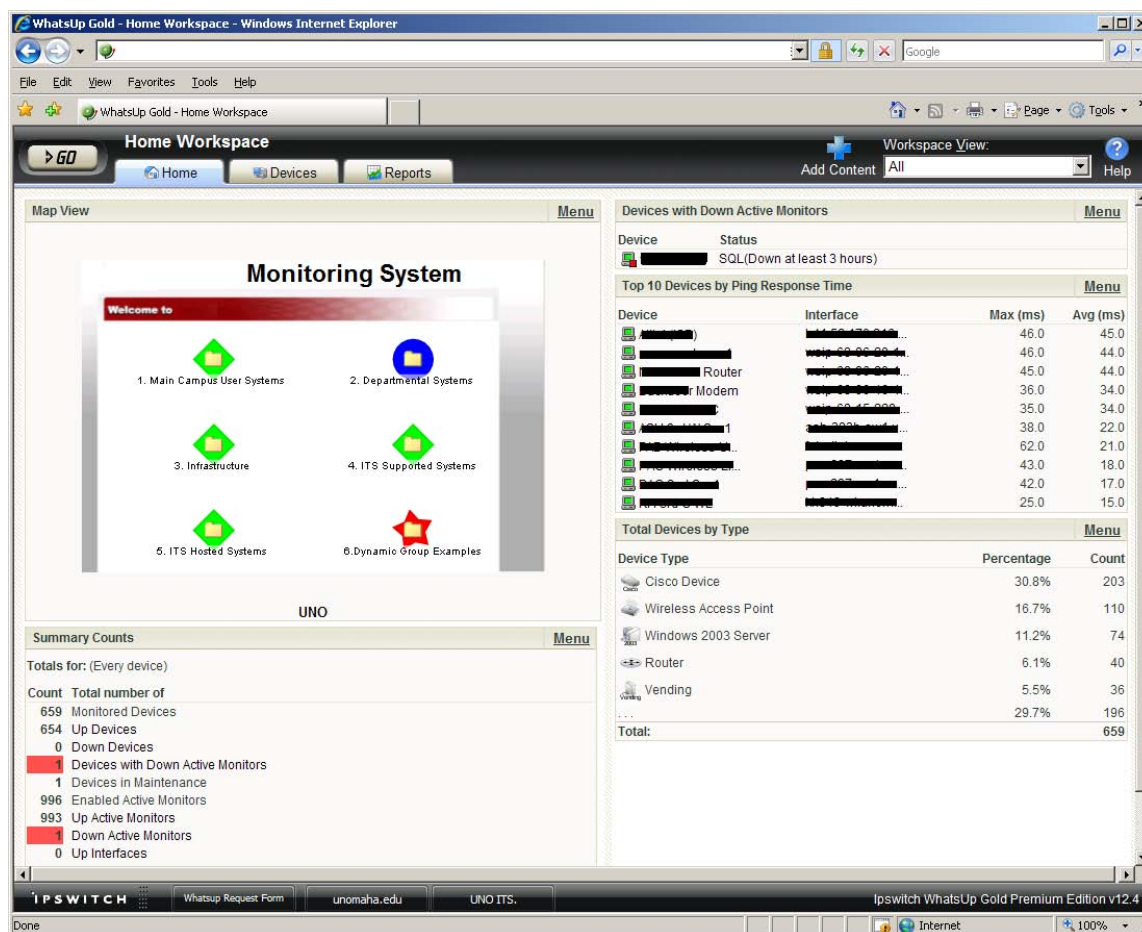 WhatsUp Gold - Home Workspace - Windows Internet Explorer
Google
File Edit View Favorites Tools Help
WhatsUp Gold - Home Workspace
Page Tools
GO
Home Workspace
Home Devices Reports
Add Content
Workspace View:
All
Help
Map View Menu
Monitoring System
Welcome to
1. Main Campus User Systems
2. Departmental Systems
3. Infrastructure
4. ITS Supported Systems
5. ITS Hosted Systems
6.Dynamic Group Examples
UNO
Summary Counts Menu
Totals for: (Every device)
Count Total number of
659 Monitored Devices
654 Up Devices
0 Down Devices
1 Devices with Down Active Monitors
1 Devices in Maintenance
996 Enabled Active Monitors
993 Up Active Monitors
1 Down Active Monitors
0 Up Interfaces
Devices with Down Active Monitors Menu
Device Status
SQL(Down at least 3 hours)
Top 10 Devices by Ping Response Time Menu
Device Interface Max (ms) Avg (ms)
46.0 45.0
46.0 44.0
Router 45.0 44.0
Modem 36.0 34.0
35.0 34.0
38.0 22.0
62.0 21.0
43.0 18.0
42.0 17.0
25.0 15.0
Total Devices by Type Menu
Device Type Percentage Count
Cisco Device 30.8% 203
Wireless Access Point 16.7% 110
Windows 2003 Server 11.2% 74
Router 6.1% 40
Vending 5.5% 36
... 29.7% 196
Total: 659
IPSWITCH
Whatsup Request Form
unomaha.edu
UNO ITS.
Ipswitch WhatsUp Gold Premium Edition v12.4
Done
Internet
100%